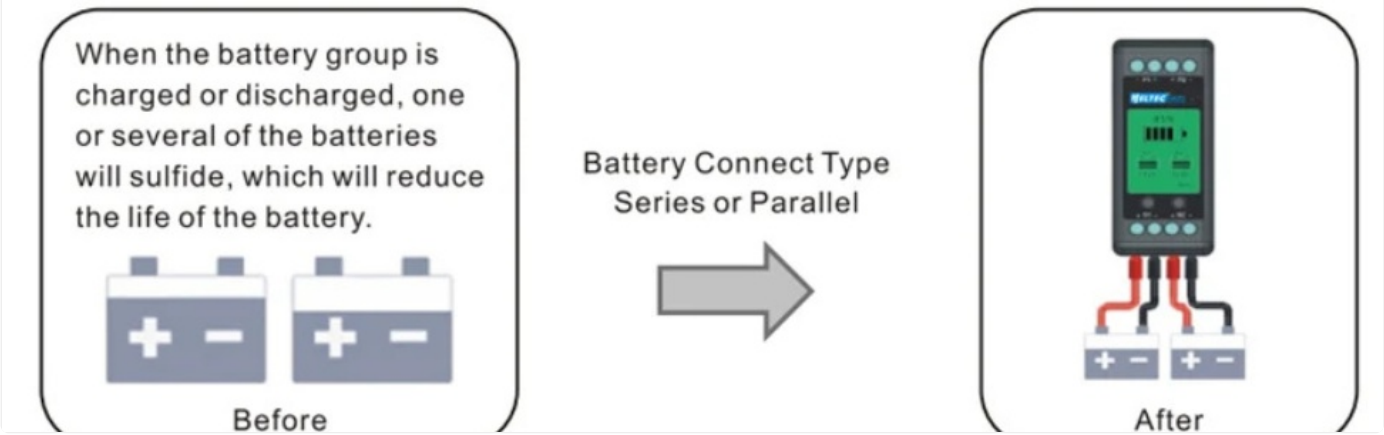 When the battery group is
charged or discharged, one
or several of the batteries
will sulfide, which will reduce
the life of the battery.
+ - + -
Before
Battery Connect Type
Series or Parallel
+ - + -
After